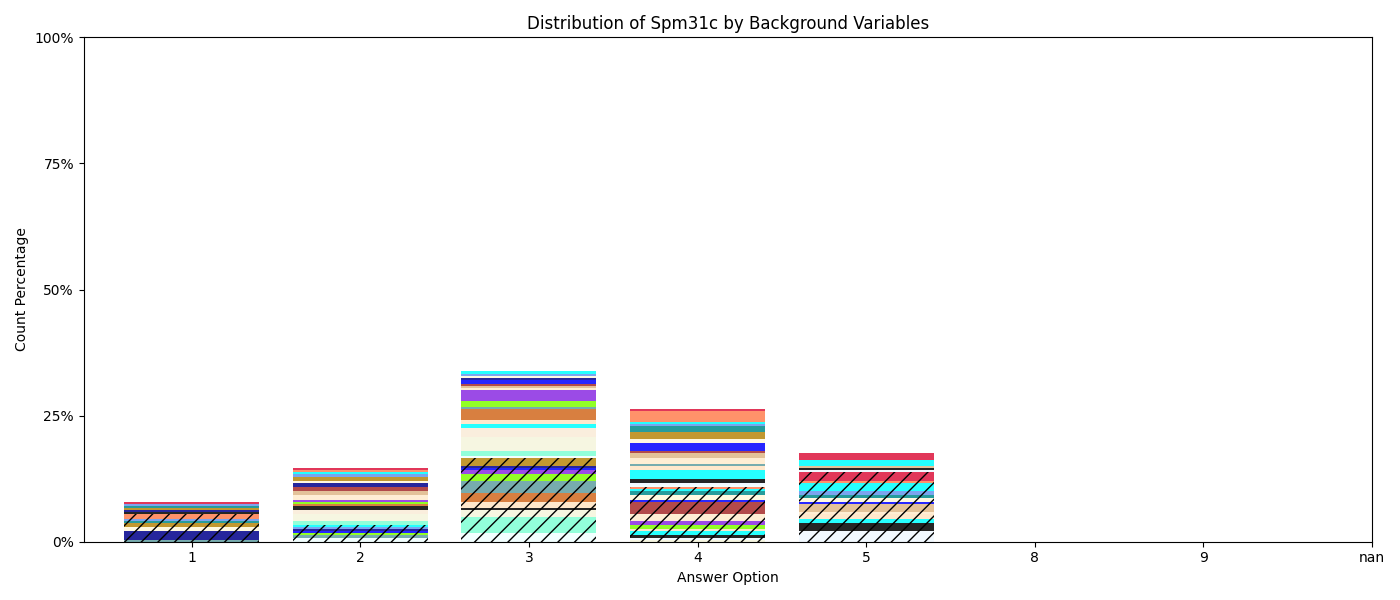 Distribution of Spm31c by Background Variables
100%
75%
50%
25%
0%
Count Percentage
1 2 3 4 5 8 9 nan
Answer Option